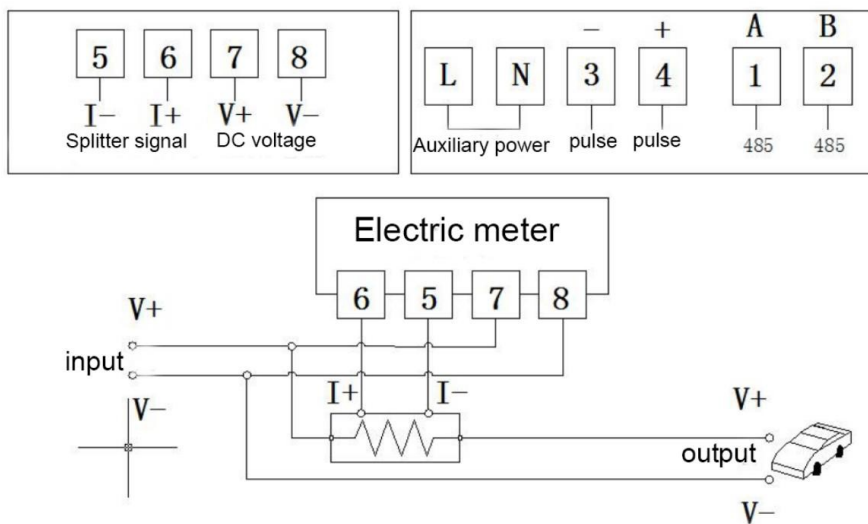 5 6 7 8
I- I+ V+ V-
Splitter signal DC voltage
- + A B
L N 3 4 1 2
Auxiliary power pulse pulse 485 485
Electric meter
6 5 7 8
V+
input
V-
I+ I-
V+
output
V-